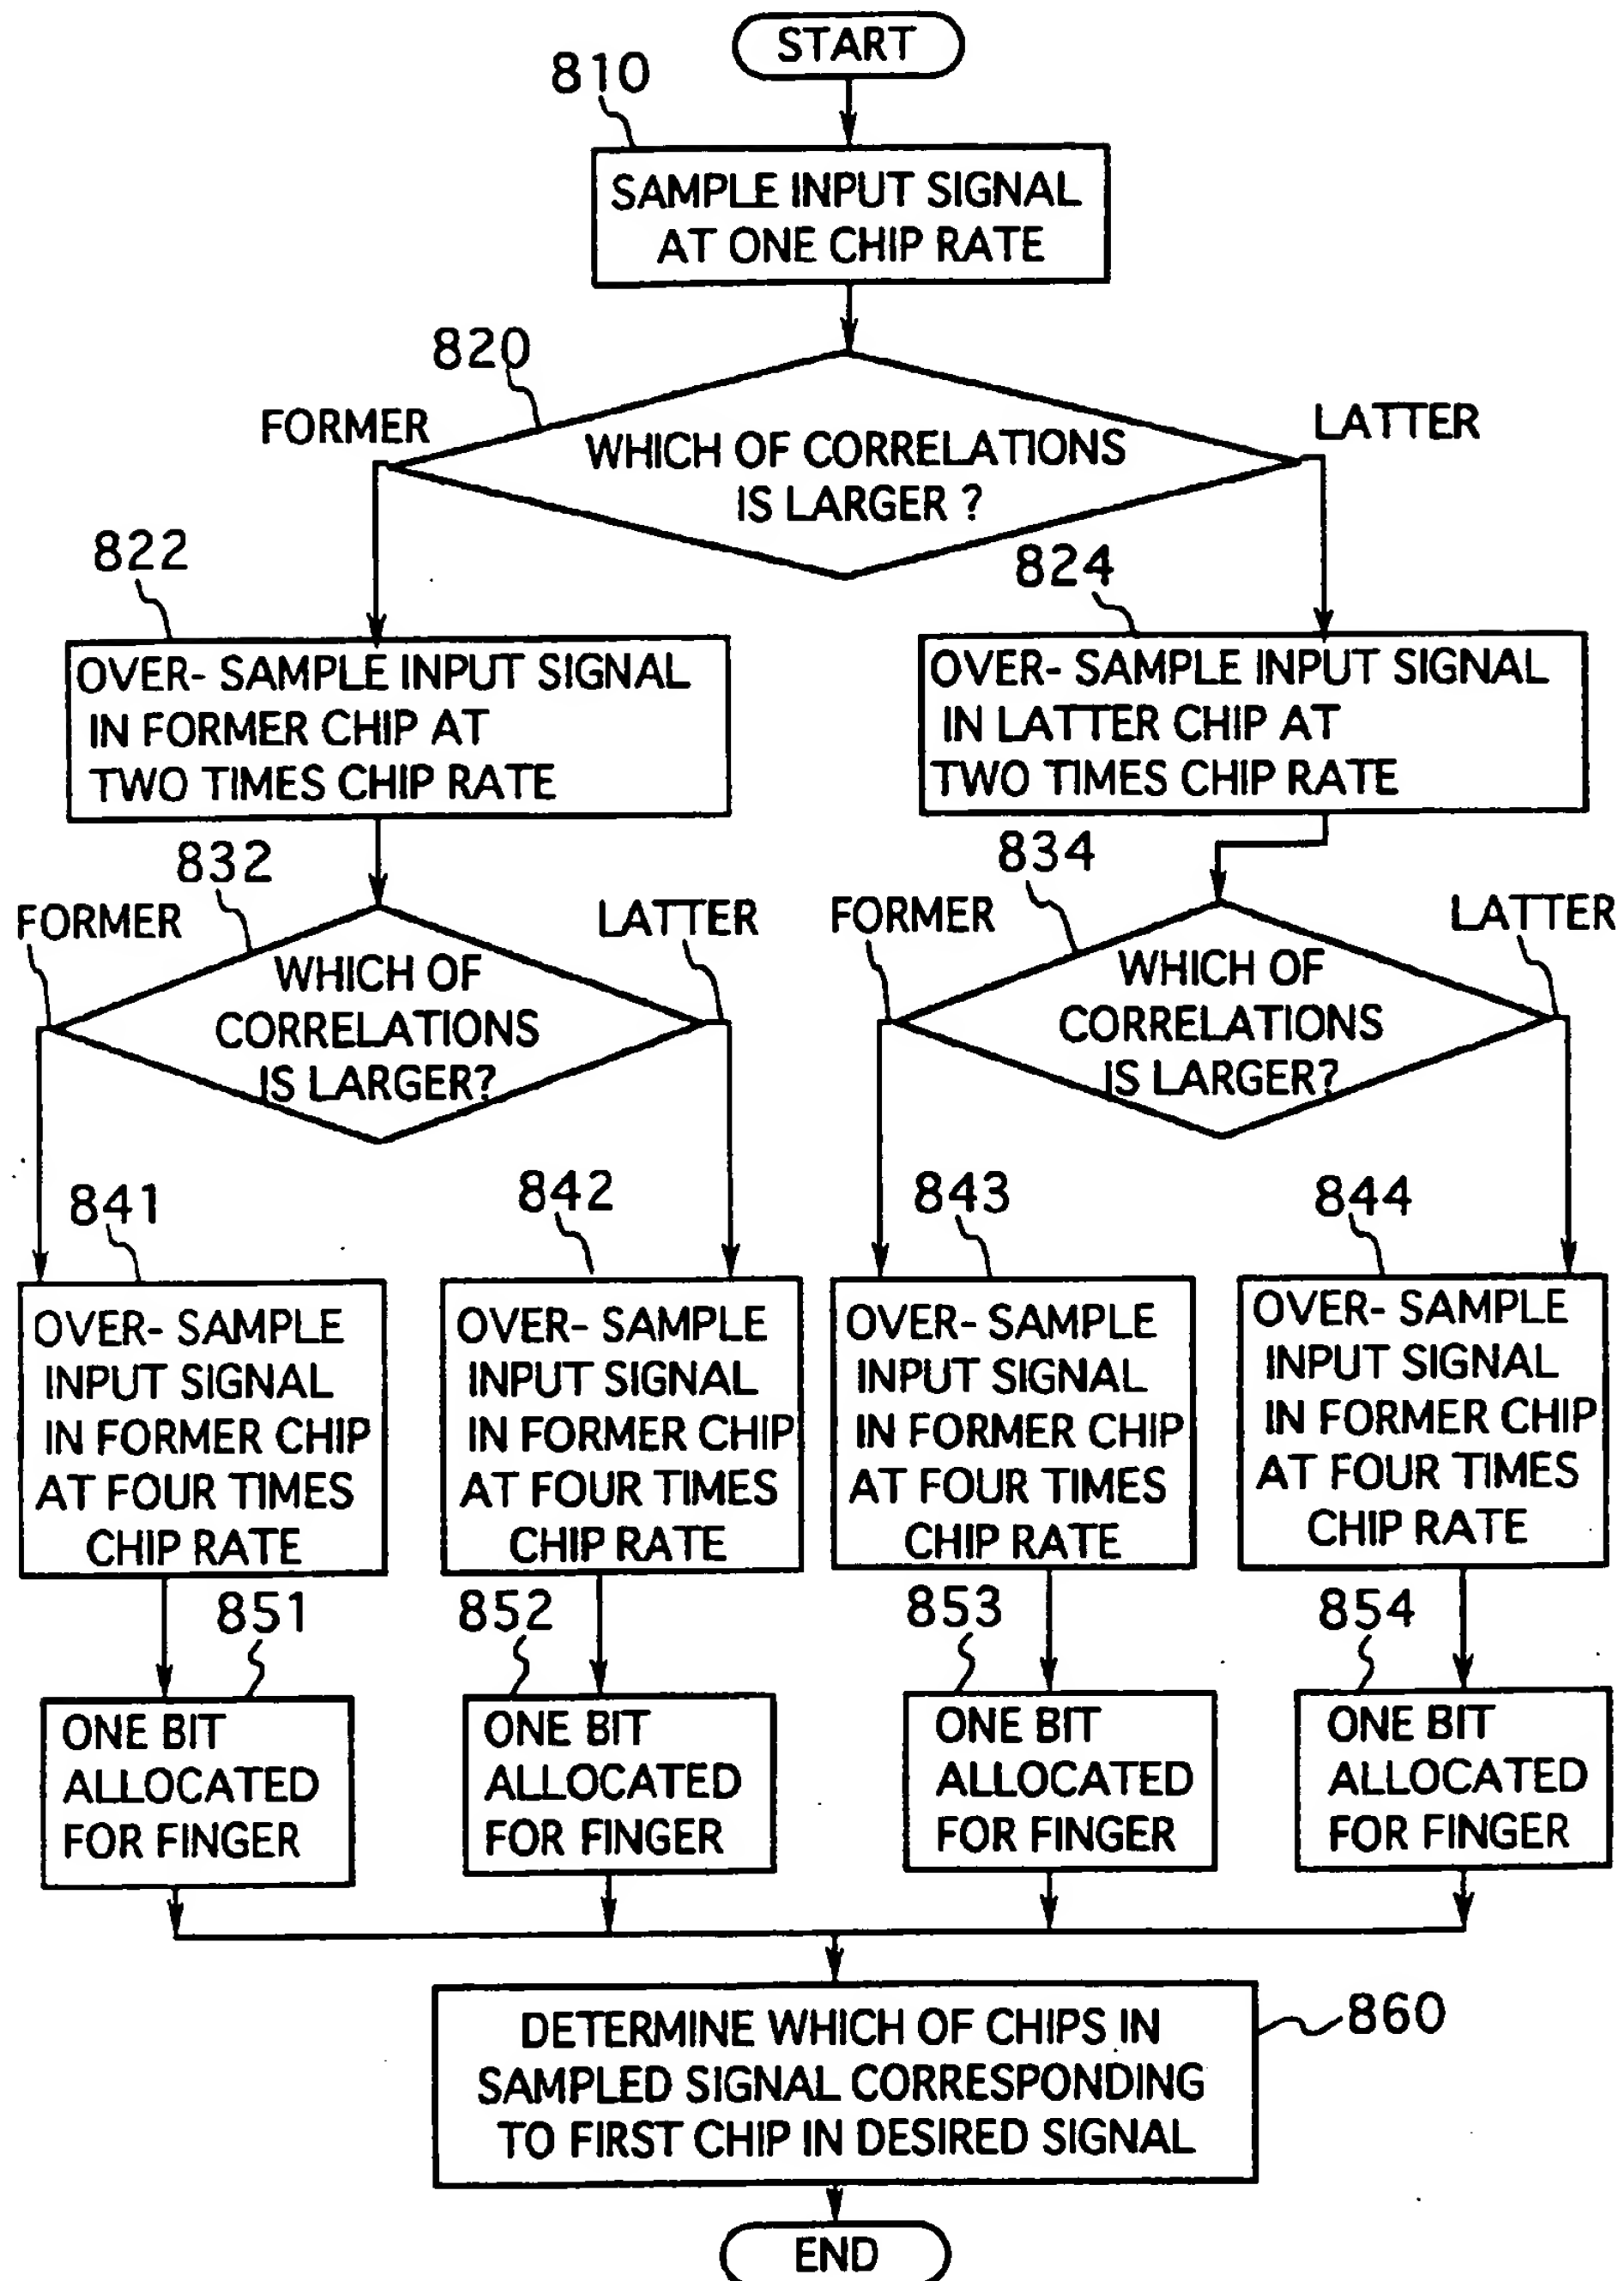 START
810
SAMPLE INPUT SIGNAL
AT ONE CHIP RATE
820
FORMER
LATTER
WHICH OF CORRELATIONS
IS LARGER ?
822
824
OVER- SAMPLE INPUT SIGNAL
IN FORMER CHIP AT
TWO TIMES CHIP RATE
OVER- SAMPLE INPUT SIGNAL
IN LATTER CHIP AT
TWO TIMES CHIP RATE
832
834
FORMER
LATTER
FORMER
LATTER
WHICH OF
CORRELATIONS
IS LARGER?
WHICH OF
CORRELATIONS
IS LARGER?
841
842
843
844
OVER- SAMPLE
INPUT SIGNAL
IN FORMER CHIP
AT FOUR TIMES
CHIP RATE
OVER- SAMPLE
INPUT SIGNAL
IN FORMER CHIP
AT FOUR TIMES
CHIP RATE
OVER- SAMPLE
INPUT SIGNAL
IN FORMER CHIP
AT FOUR TIMES
CHIP RATE
OVER- SAMPLE
INPUT SIGNAL
IN FORMER CHIP
AT FOUR TIMES
CHIP RATE
851
852
853
854
ONE BIT
ALLOCATED
FOR FINGER
ONE BIT
ALLOCATED
FOR FINGER
ONE BIT
ALLOCATED
FOR FINGER
ONE BIT
ALLOCATED
FOR FINGER
DETERMINE WHICH OF CHIPS IN
SAMPLED SIGNAL CORRESPONDING
TO FIRST CHIP IN DESIRED SIGNAL
860
END